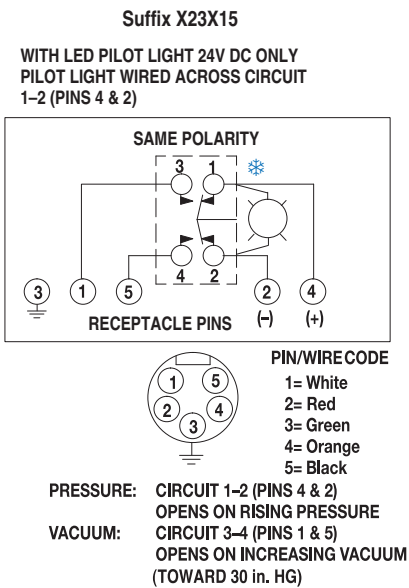 Suffix X23X15
WITH LED PILOT LIGHT 24V DC ONLY
PILOT LIGHT WIRED ACROSS CIRCUIT
1–2 (PINS 4 & 2)
SAME POLARITY
3 1
4 2
3 1 5 2 4
RECEPTACLE PINS (–) (+)
PIN/WIRE CODE
1 5
2 4
3
1= White
2= Red
3= Green
4= Orange
5= Black
PRESSURE: CIRCUIT 1–2 (PINS 4 & 2)
OPENS ON RISING PRESSURE
VACUUM: CIRCUIT 3–4 (PINS 1 & 5)
OPENS ON INCREASING VACUUM
(TOWARD 30 in. HG)